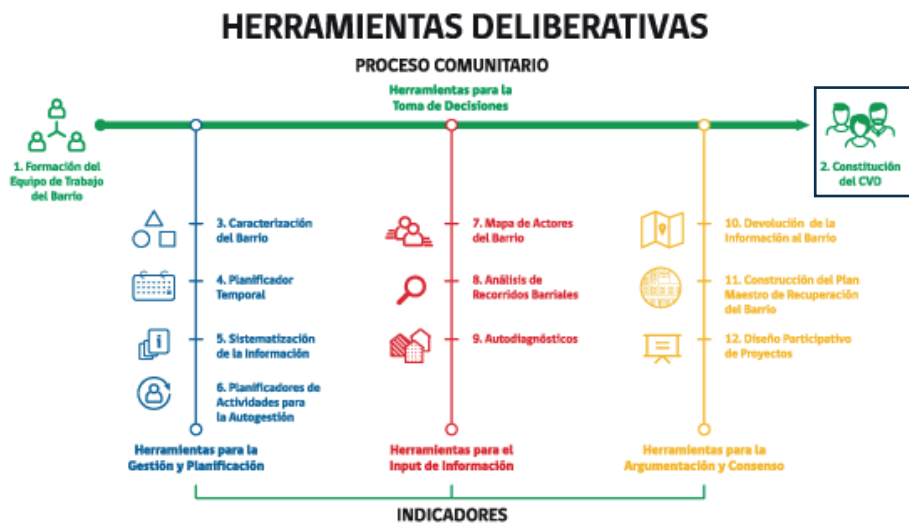 HERRAMIENTAS DELIBERATIVAS
PROCESO COMUNITARIO
Herramientas para la
Toma de Decisiones
1. Formación del
Equipo de Trabajo
del Barrio
2. Constitución
del CVD
3. Caracterización
del Barrio
4. Planificador
Temporal
5. Sistematización
de la Información
6. Planificadores de
Actividades para
la Autogestión
Herramientas para la
Gestión y Planificación
7. Mapa de Actores
del Barrio
8. Análisis de
Recorridos Barriales
9. Autodiagnósticos
Herramientas para el
Input de Información
10. Devolución de la
Información al Barrio
11. Construcción del Plan
Maestro de Recuperación
del Barrio
12. Diseño Participativo
de Proyectos
Herramientas para la
Argumentación y Consenso
INDICADORES